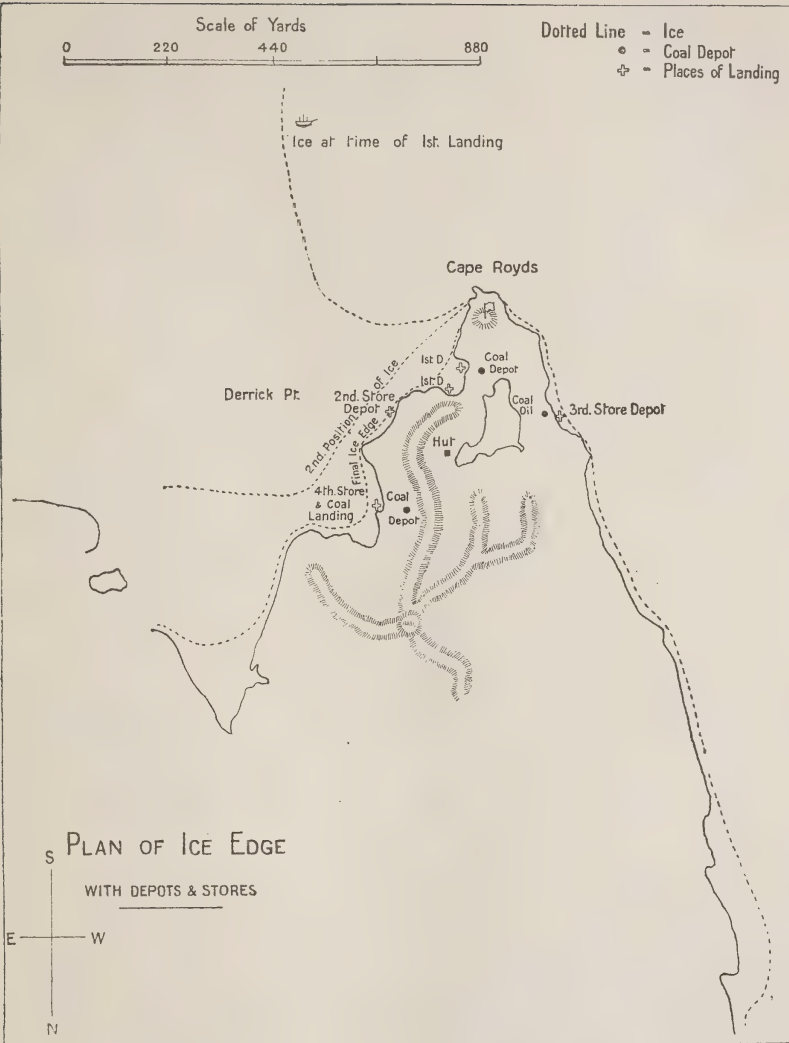 Scale of Yards
0 220 440 880
Dotted Line - Ice
- Coal Depot
- Places of Landing
Ice at time of 1st. Landing
Cape Royds
1st D.
Coal
Depot
1st. D
Derrick Pt.
2nd. Store
Depot
2nd. Position of Ice
Final Ice Edge
Coal
Oil
3rd. Store Depot
Hut
4th. Store
& Coal
Landing
Coal
Depot
PLAN OF ICE EDGE
WITH DEPOTS & STORES
S
E W
N